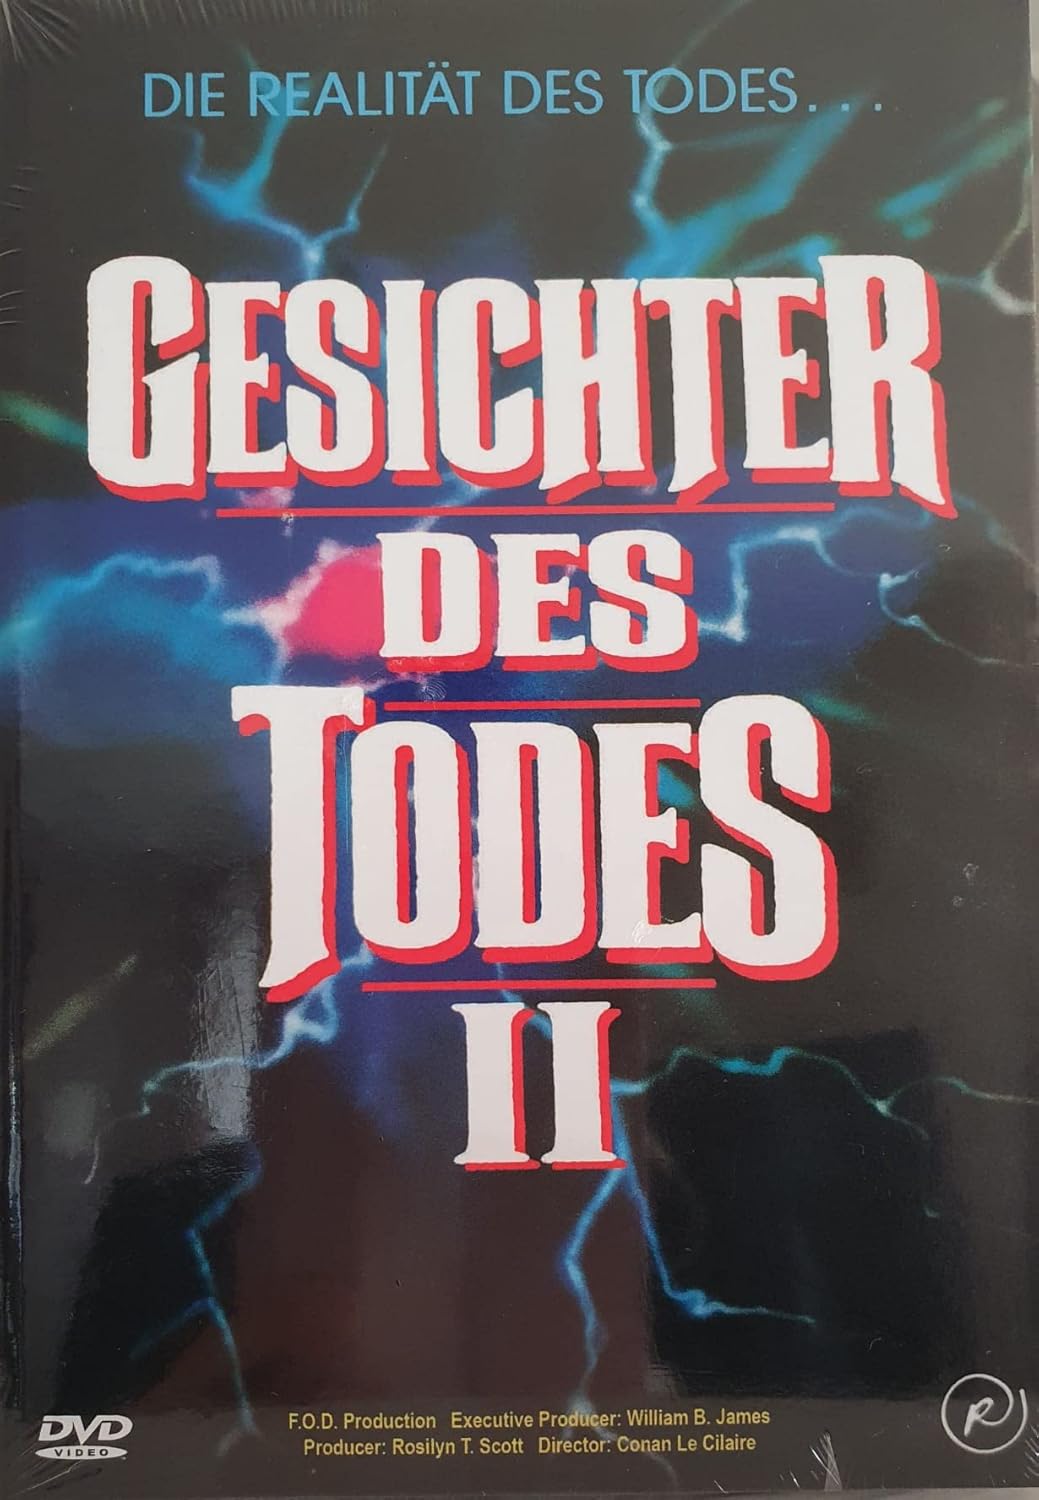 DIE REALITÄT DES TODES...
GESICHTER
DES
TODES
II
F.O.D. Production Executive Producer: William B. James
Producer: Rosilyn T. Scott Director: Conan Le Cilaire
DVD
VIDEO
R